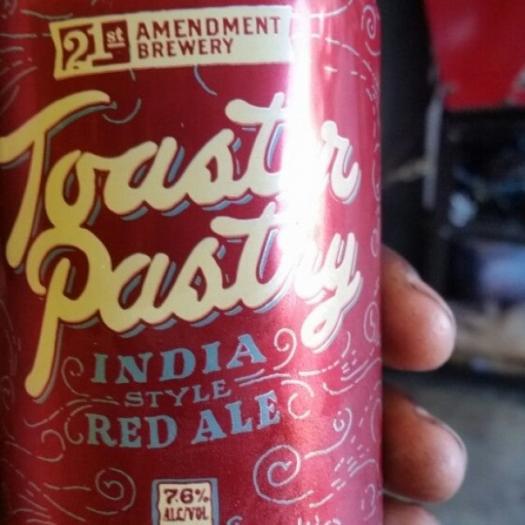 21st AMENDMENT
BREWERY
Toaster
Pastry
INDIA
STYLE
RED ALE
7.6%
ALC/VOL